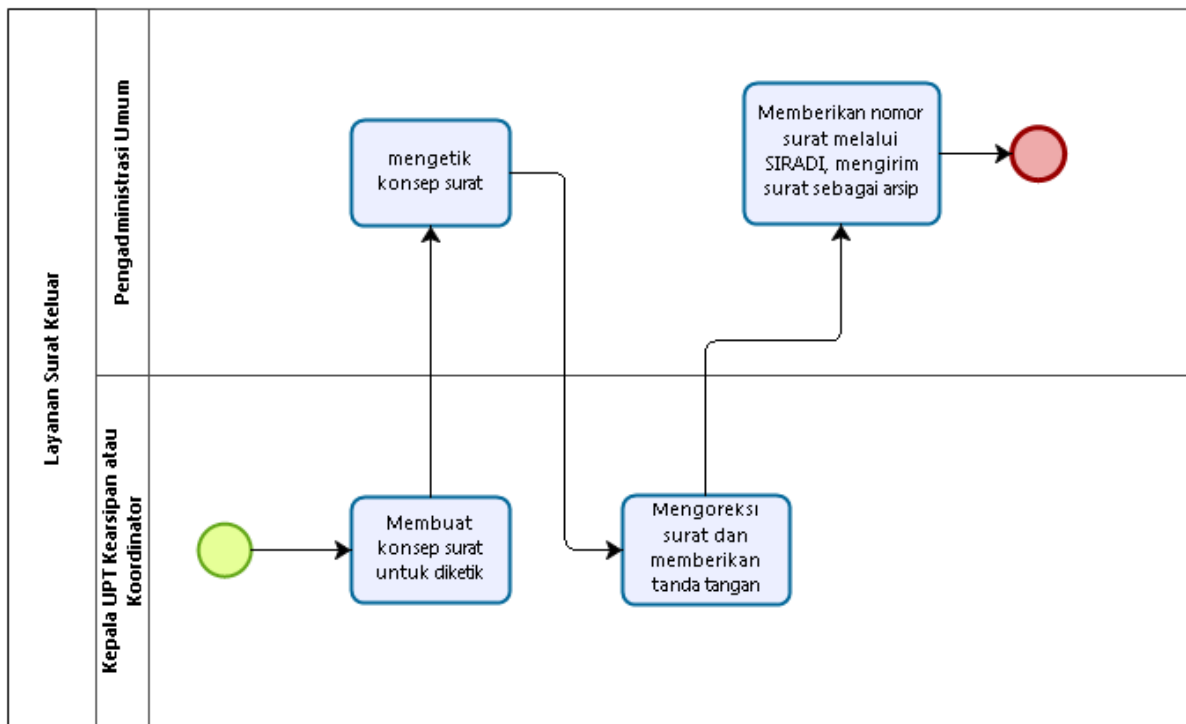 Layanan Surat Keluar
Pengadministrasi Umum
mengetik
konsep surat
Memberikan nomor
surat melalui
SIRADI, mengirim
surat sebagai arsip
Kepala UPT Kearsipan atau
Koordinator
Membuat
konsep surat
untuk diketik
Mengoreksi
surat dan
memberikan
tanda tangan